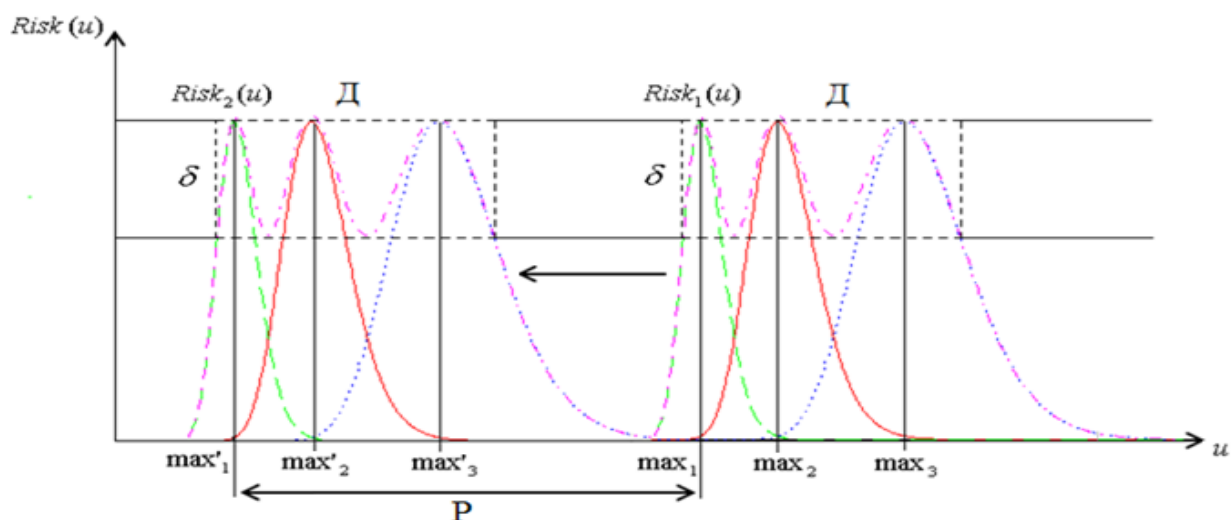 Risk (u)
Risk₂(u) Д Risk₁(u) Д
δ δ
max′₁ max′₂ max′₃ max₁ max₂ max₃ u
P